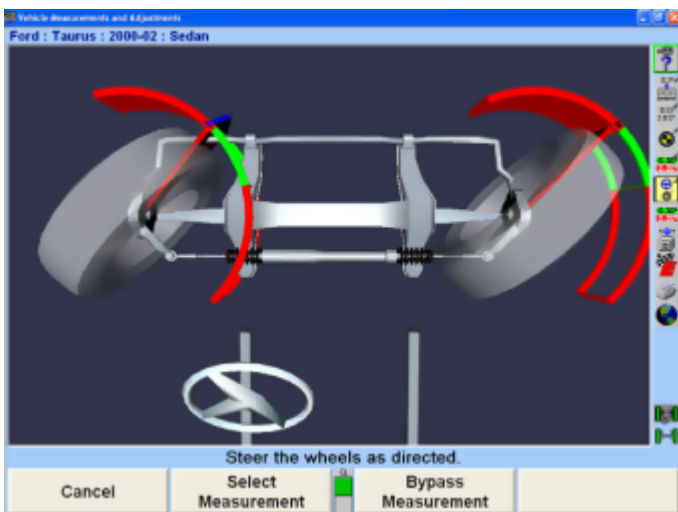 Vehicle Measurements and Adjustments
Ford : Taurus : 2000-02 : Sedan
Steer the wheels as directed.
Cancel
Select
Measurement
Bypass
Measurement